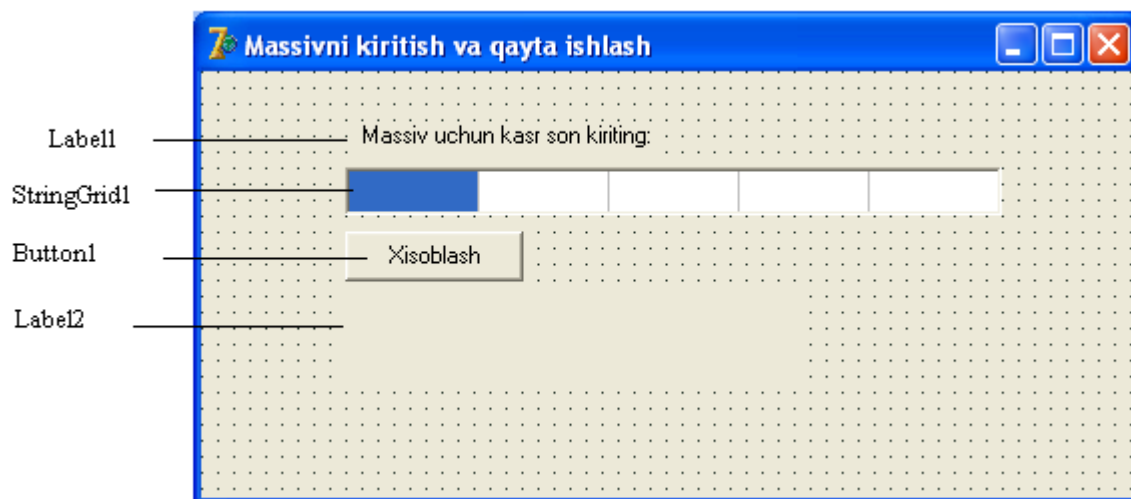 Massivni kiritish va qayta ishlash
Label1
Massiv uchun kasr son kiriting:
StringGrid1
Button1
Xisoblash
Label2